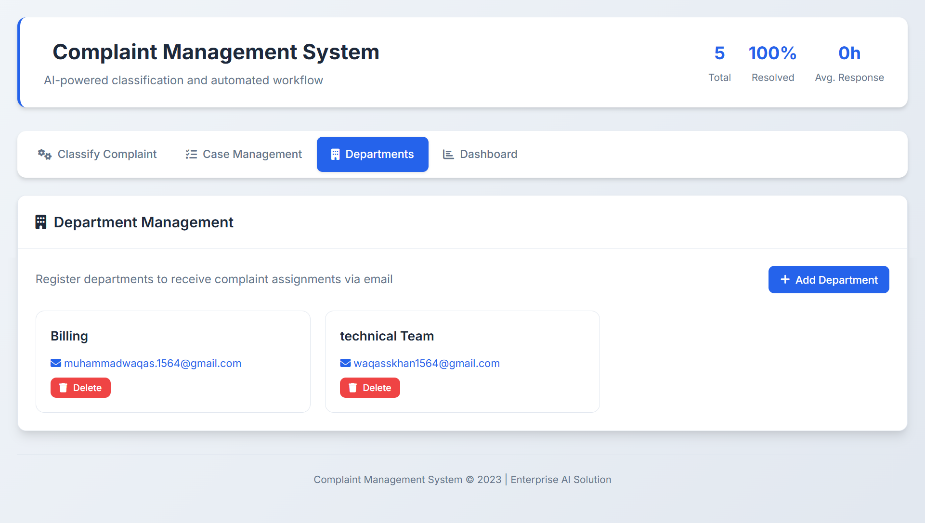 Complaint Management System
AI-powered classification and automated workflow
5
Total
100%
Resolved
0h
Avg. Response
Classify Complaint
Case Management
Departments
Dashboard
Department Management
Register departments to receive complaint assignments via email
+ Add Department
Billing
muhammadwaqas.1564@gmail.com
Delete
technical Team
waqasskhan1564@gmail.com
Delete
Complaint Management System © 2023 | Enterprise AI Solution